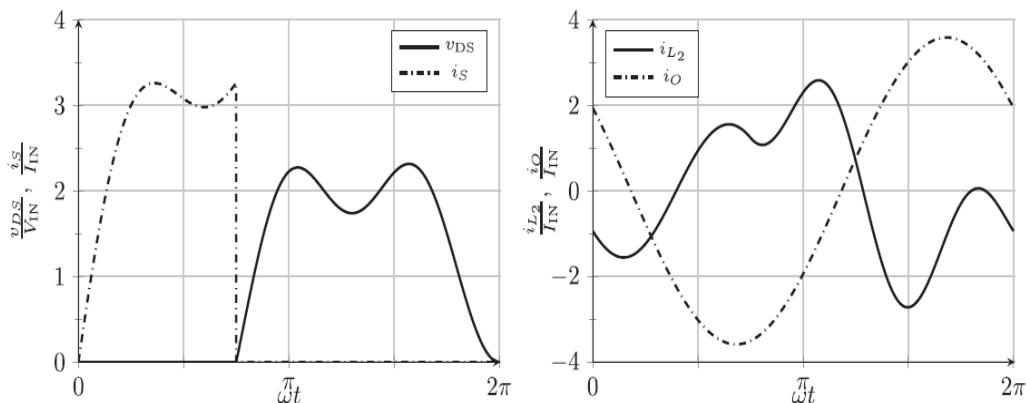 4
3
2
1
0
v_DS/V_IN , i_S/I_IN
v_DS
i_S
0
π
2π
ωt
4
2
0
−2
−4
i_L2/I_IN , i_O/I_IN
i_L2
i_O
0
π
2π
ωt